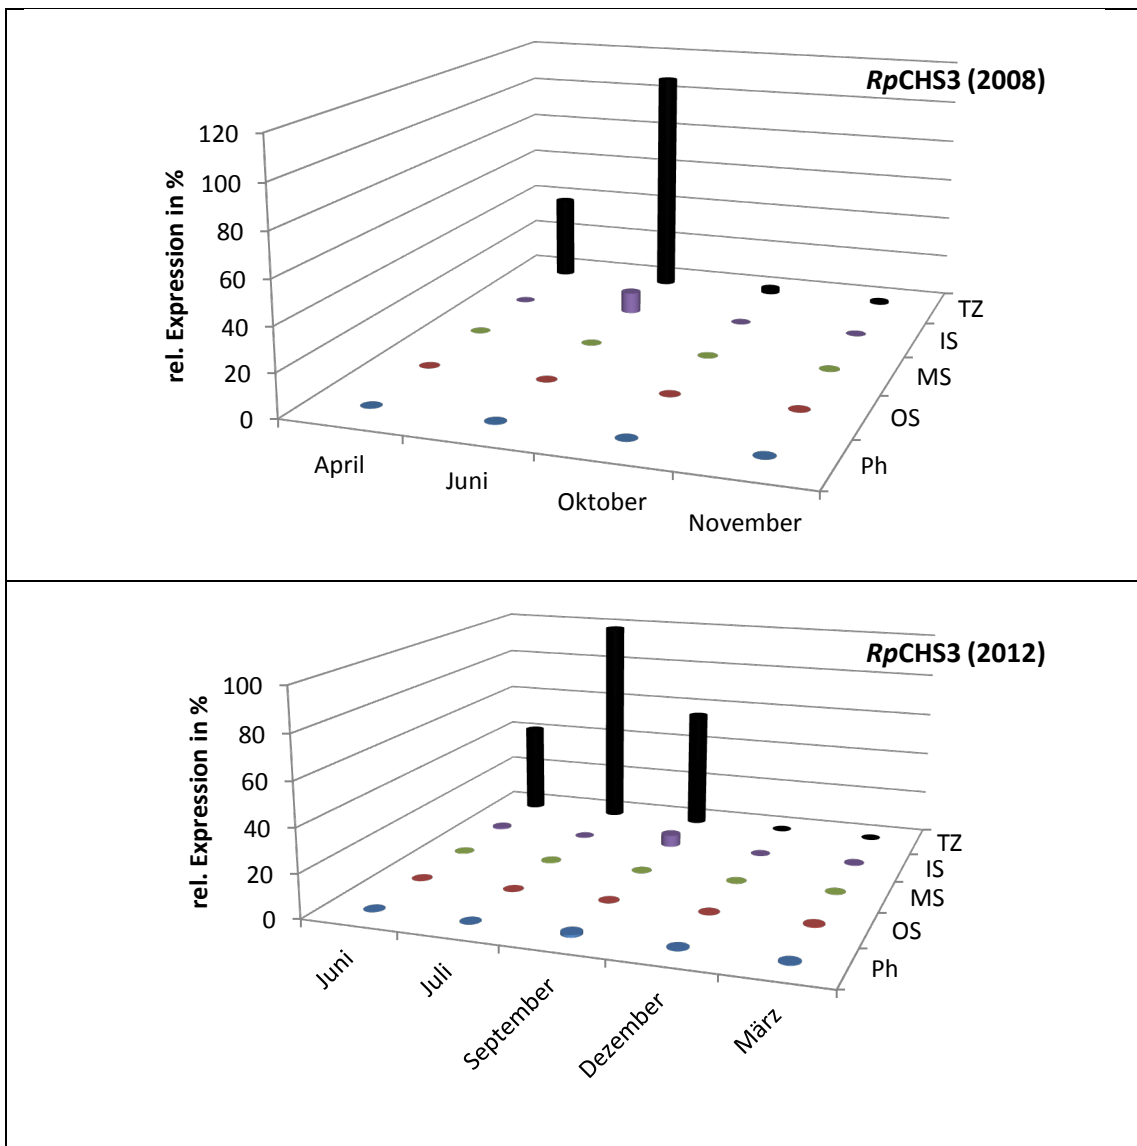 RpCHS3 (2008)
rel. Expression in %
120
100
80
60
40
20
0
April
Juni
Oktober
November
TZ
IS
MS
OS
Ph
RpCHS3 (2012)
rel. Expression in %
100
80
60
40
20
0
Juni
Juli
September
Dezember
März
TZ
IS
MS
OS
Ph